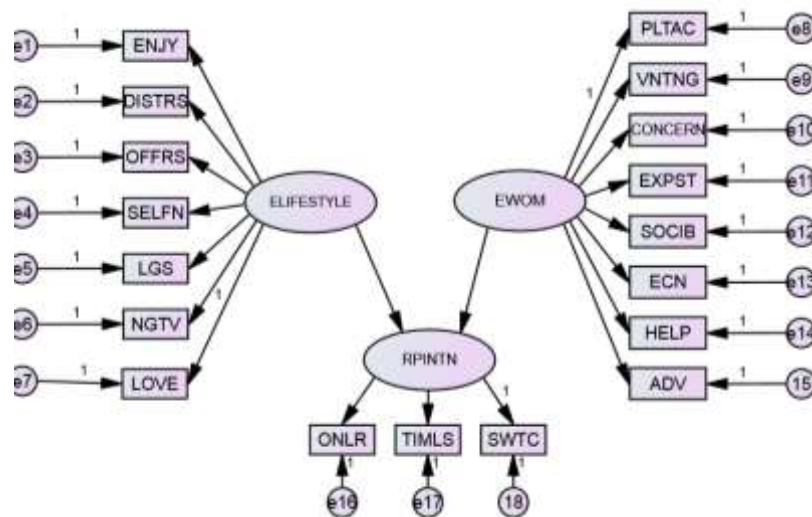 e1 1 ENJY
e2 1 DISTRS
e3 1 OFFRS
e4 1 SELFN
e5 1 LGS
e6 1 NGTV 1
e7 1 LOVE
ELIFESTYLE
EWOM
1
PLTAC 1 e8
VNTNG 1 e9
CONCERN 1 e10
EXPST 1 e11
SOCIB 1 e12
ECN 1 e13
HELP 1 e14
ADV 1 15
RPINTN
1
ONLR TIMLS SWTC
1 1 1
e16 e17 18